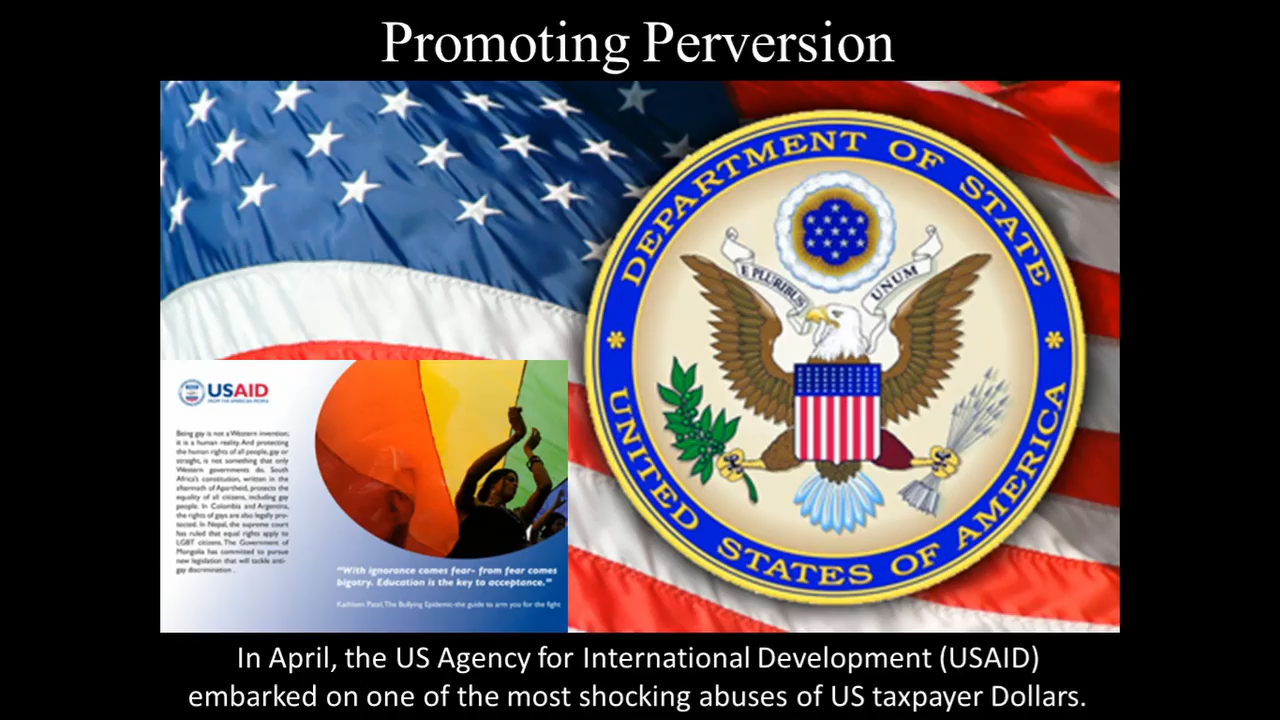 Promoting Perversion
DEPARTMENT OF STATE
E PLURIBUS
UNUM
UNITED STATES OF AMERICA
USAID
FROM THE AMERICAN PEOPLE
Being gay is not a Western invention;
it is a human reality. And protecting
the human rights of all people, gay or
straight, is not something that only
Western governments do. South
Africa's constitution, written in the
aftermath of Apartheid, protects the
equality of all citizens, including gay
people. In Colombia and Argentina,
the rights of gays are also legally pro-
tected. In Nepal, the supreme court
has ruled that equal rights apply to
LGBT citizens. The Government of
Mongolia has committed to pursue
new legislation that will tackle anti-
gay discrimination .
"With ignorance comes fear- from fear comes
bigotry. Education is the key to acceptance."
Kathleen Patel, The Bullying Epidemic-the guide to arm you for the fight
In April, the US Agency for International Development (USAID)
embarked on one of the most shocking abuses of US taxpayer Dollars.